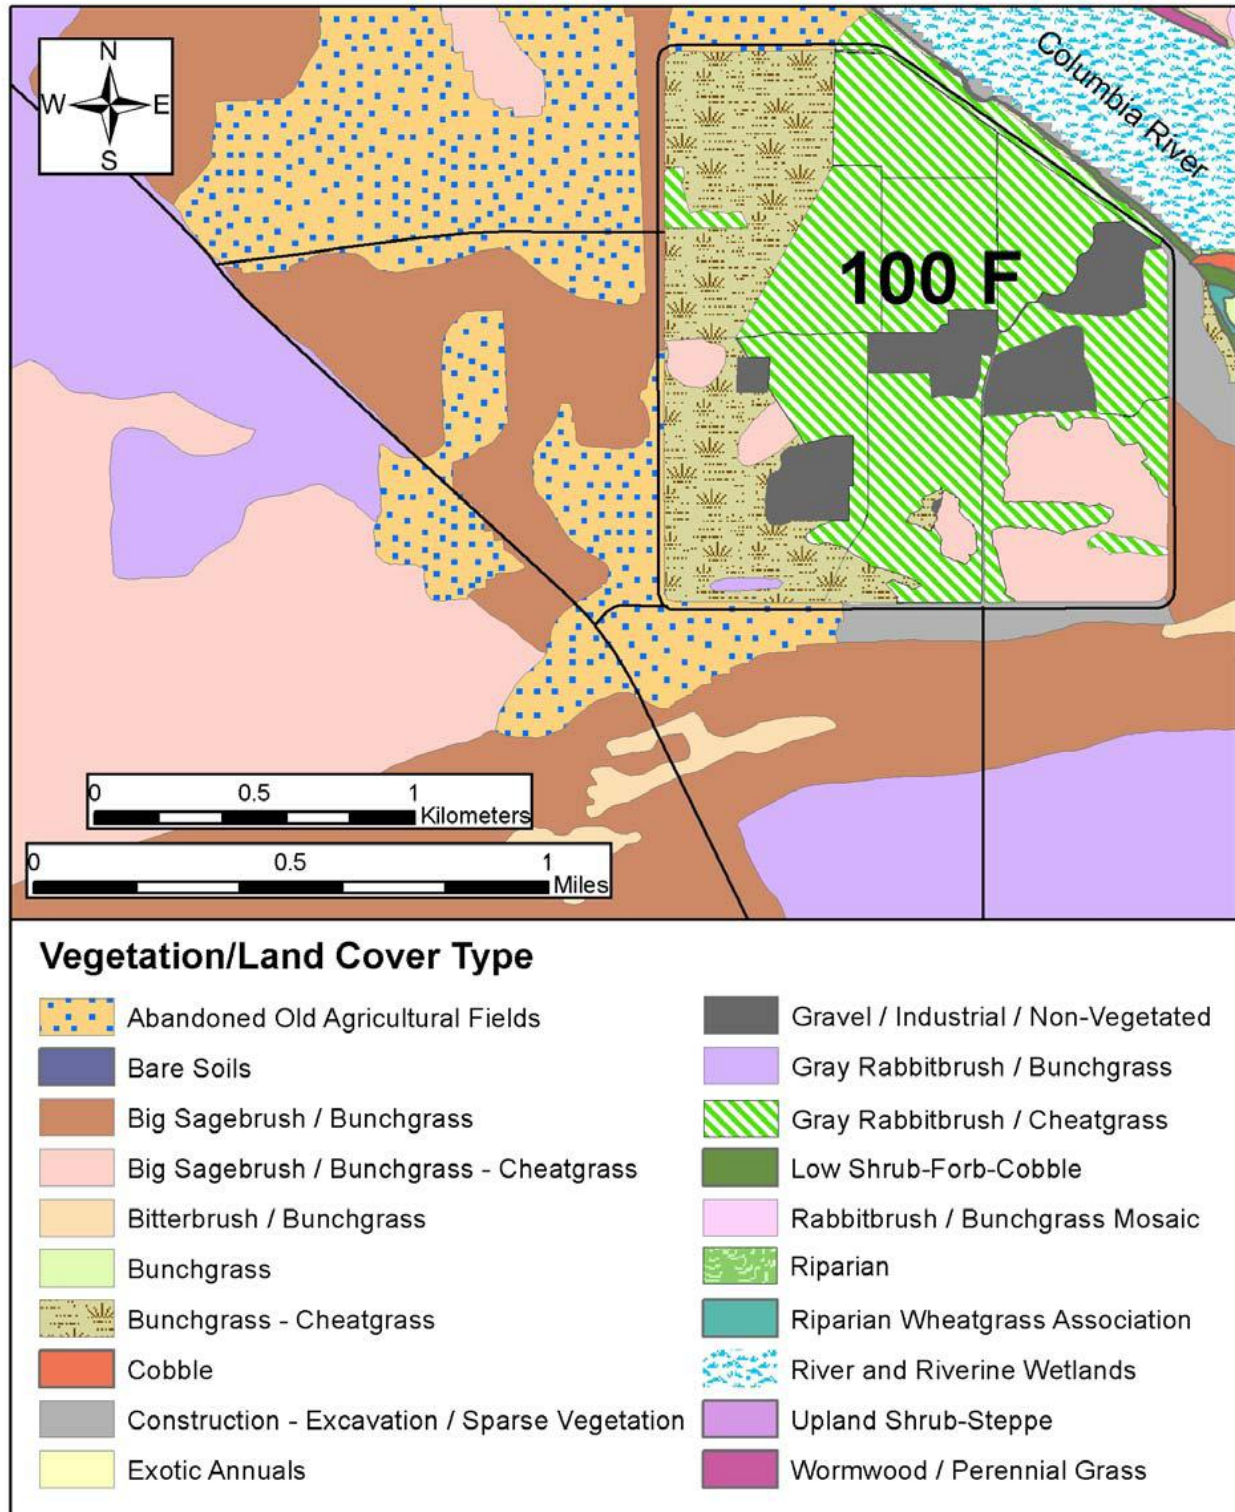 N
W E
S
Columbia River
100 F
0 0.5 1
Kilometers
0 0.5 1
Miles
Vegetation/Land Cover Type
Abandoned Old Agricultural Fields
Bare Soils
Big Sagebrush / Bunchgrass
Big Sagebrush / Bunchgrass - Cheatgrass
Bitterbrush / Bunchgrass
Bunchgrass
Bunchgrass - Cheatgrass
Cobble
Construction - Excavation / Sparse Vegetation
Exotic Annuals
Gravel / Industrial / Non-Vegetated
Gray Rabbitbrush / Bunchgrass
Gray Rabbitbrush / Cheatgrass
Low Shrub-Forb-Cobble
Rabbitbrush / Bunchgrass Mosaic
Riparian
Riparian Wheatgrass Association
River and Riverine Wetlands
Upland Shrub-Steppe
Wormwood / Perennial Grass